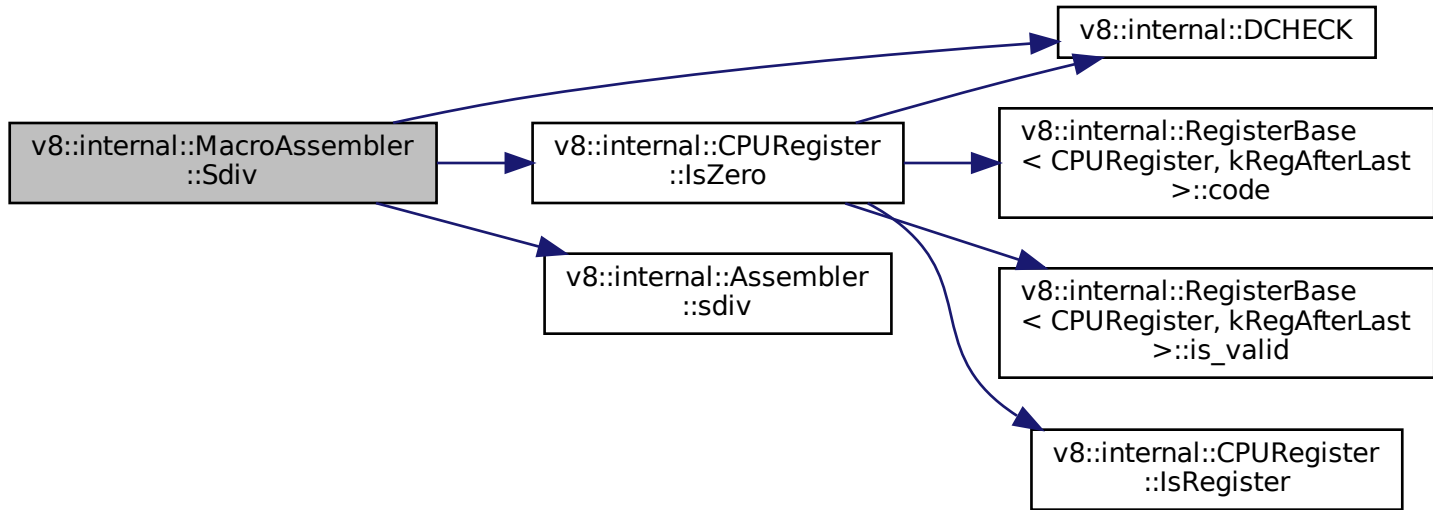 v8::internal::MacroAssembler
::Sdiv
v8::internal::CPURegister
::IsZero
v8::internal::Assembler
::sdiv
v8::internal::DCHECK
v8::internal::RegisterBase
< CPURegister, kRegAfterLast
>::code
v8::internal::RegisterBase
< CPURegister, kRegAfterLast
>::is_valid
v8::internal::CPURegister
::IsRegister